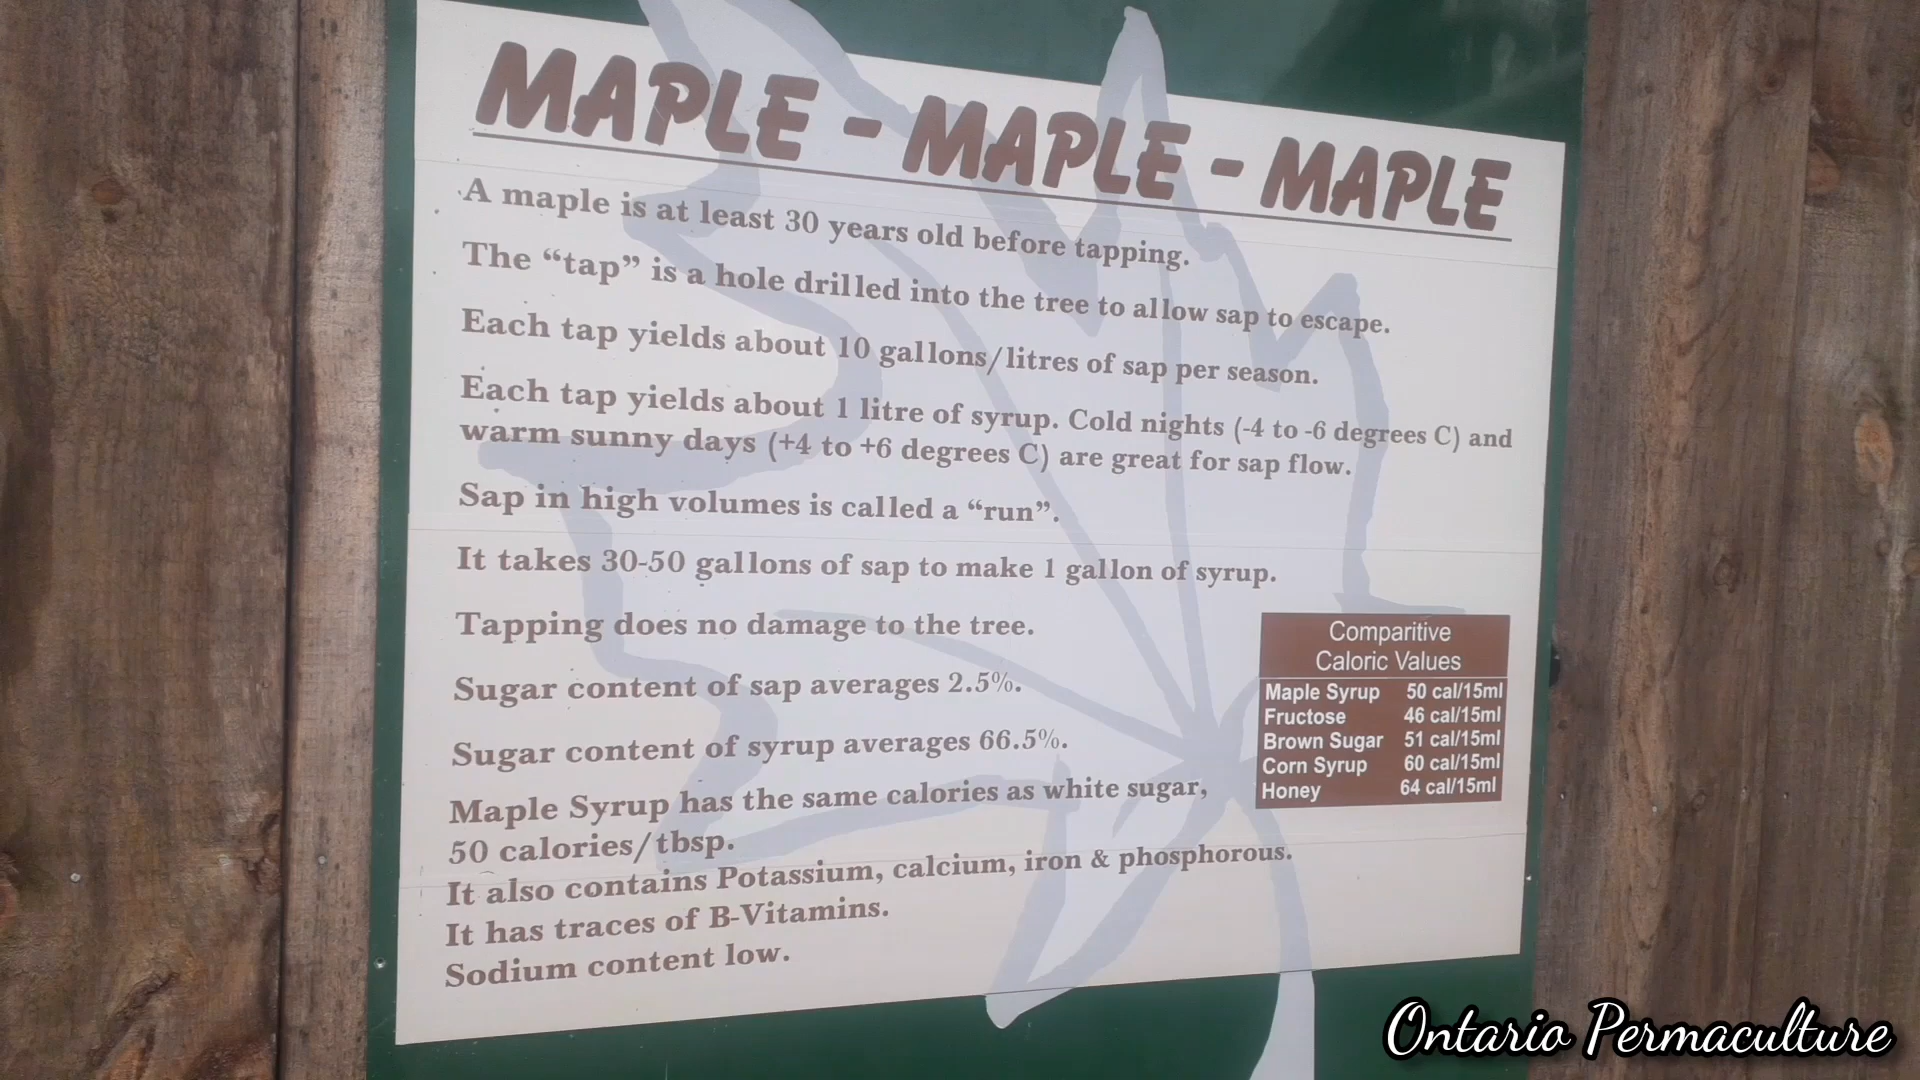 MAPLE - MAPLE - MAPLE
A maple is at least 30 years old before tapping.
The “tap” is a hole drilled into the tree to allow sap to escape.
Each tap yields about 10 gallons/litres of sap per season.
Each tap yields about 1 litre of syrup. Cold nights (-4 to -6 degrees C) and
warm sunny days (+4 to +6 degrees C) are great for sap flow.
Sap in high volumes is called a “run”.
It takes 30-50 gallons of sap to make 1 gallon of syrup.
Tapping does no damage to the tree.
Sugar content of sap averages 2.5%.
Sugar content of syrup averages 66.5%.
Maple Syrup has the same calories as white sugar,
50 calories/tbsp.
It also contains Potassium, calcium, iron & phosphorous.
It has traces of B-Vitamins.
Sodium content low.
Comparitive
Caloric Values
Maple Syrup 50 cal/15ml
Fructose 46 cal/15ml
Brown Sugar 51 cal/15ml
Corn Syrup 60 cal/15ml
Honey 64 cal/15ml
Ontario Permaculture